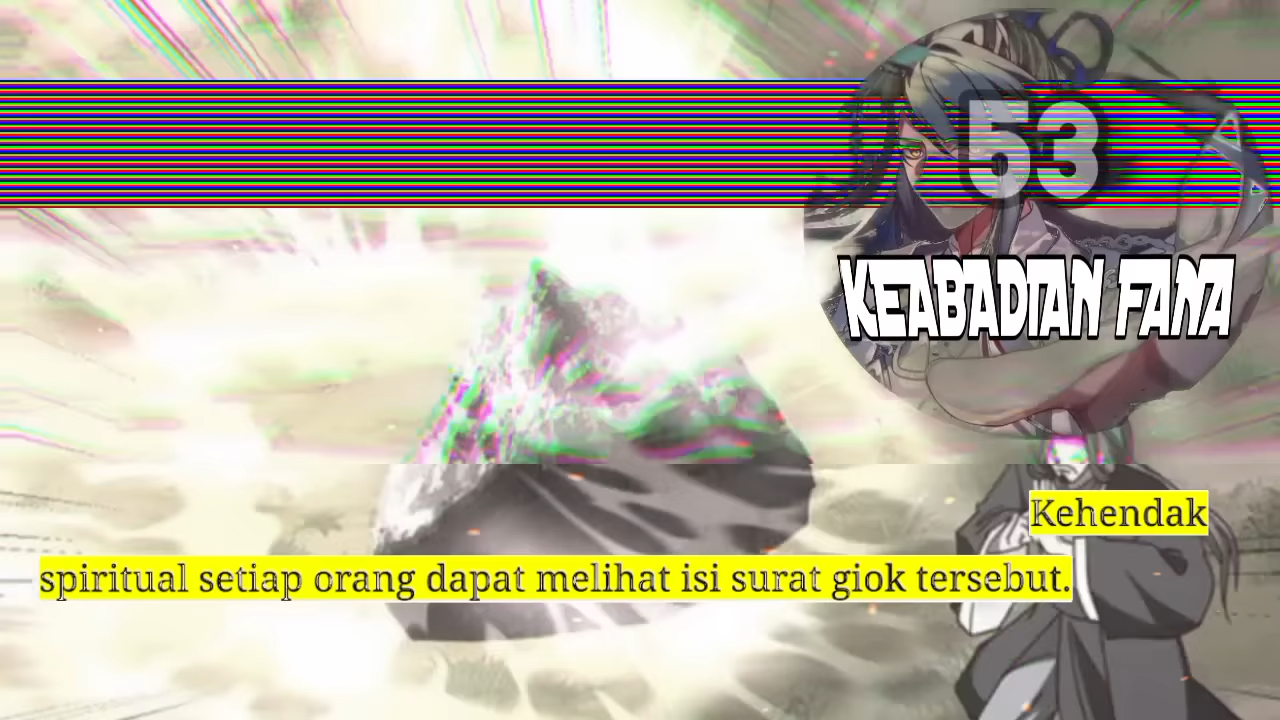 53
KEABADIAN FANA
Kehendak
spiritual setiap orang dapat melihat isi surat giok tersebut.